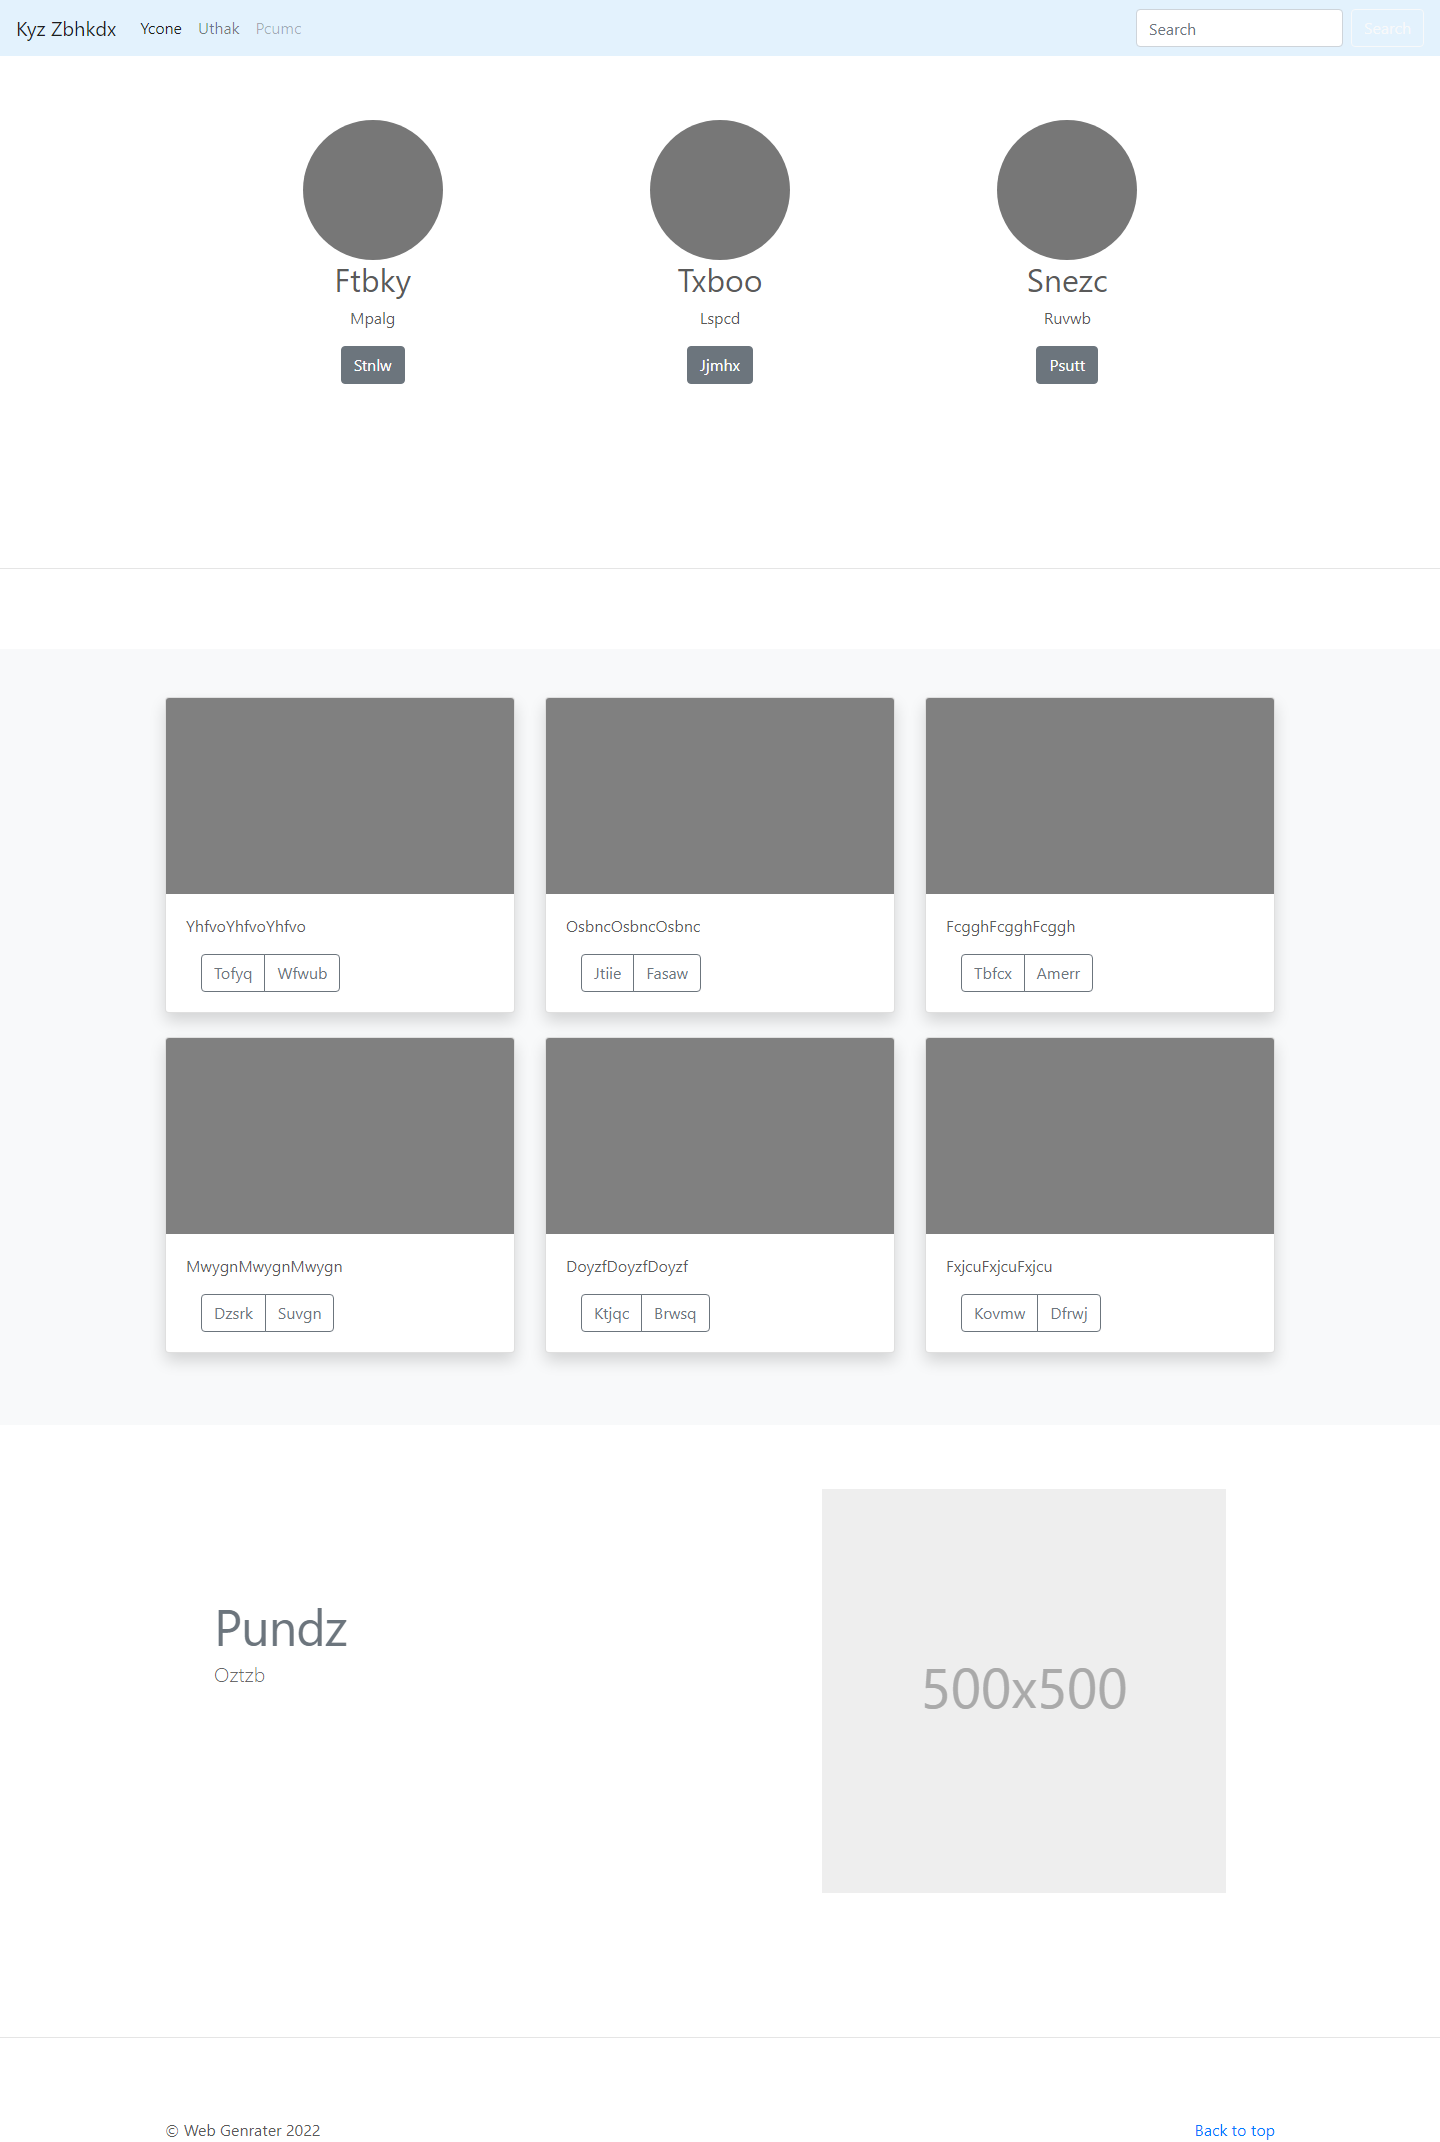 Kyz Zbhkdx Ycone Uthak Pcumc Search Search
Ftbky Txboo Snezc
Mpalg Lspcd Ruvwb
Stnlw Jjmhx Psutt
YhfvoYhfvoYhfvo OsbncOsbncOsbnc FcgghFcgghFcggh
Tofyq Wfwub Jtiie Fasaw Tbfcx Amerr
MwygnMwygnMwygn DoyzfDoyzfDoyzf FxjcuFxjcuFxjcu
Dzsrk Suvgn Ktjqc Brwsq Kovmw Dfrwj
Pundz
Oztzb
500x500
© Web Genrater 2022 Back to top